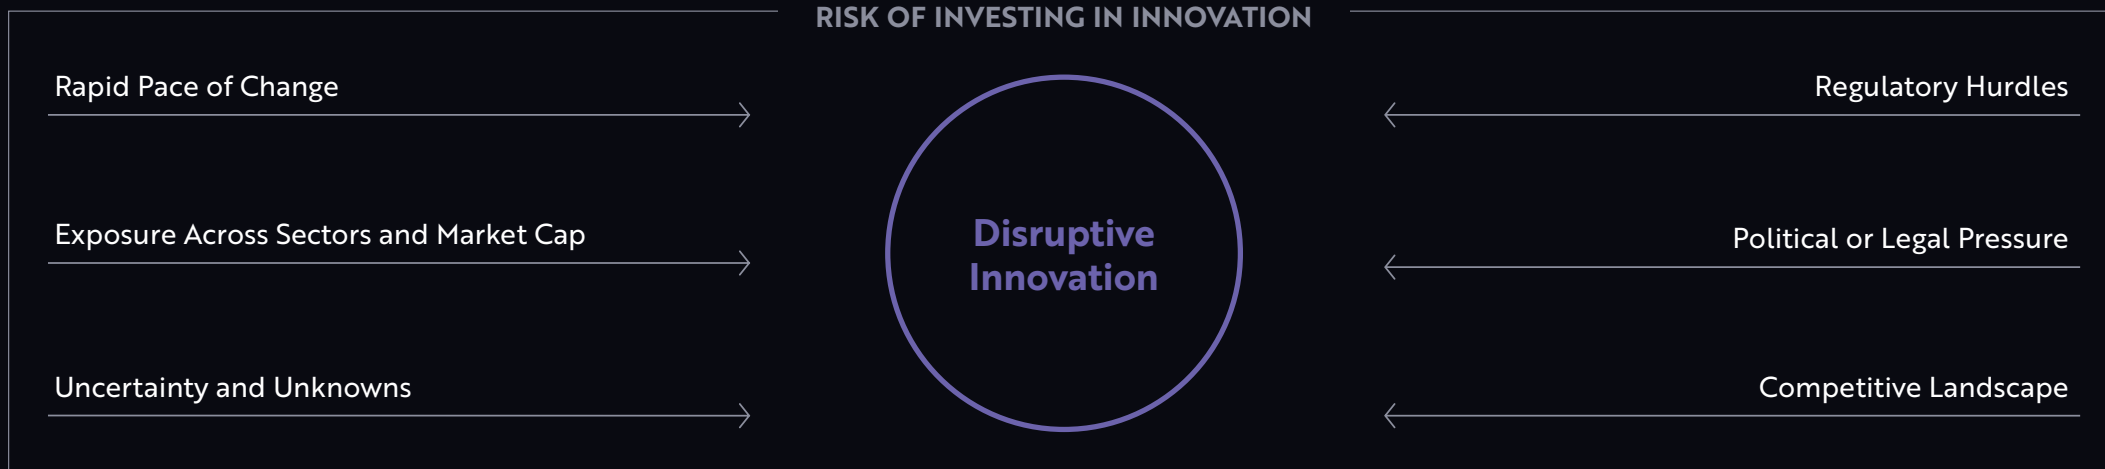 RISK OF INVESTING IN INNOVATION
Rapid Pace of Change
Exposure Across Sectors and Market Cap
Uncertainty and Unknowns
Disruptive
Innovation
Regulatory Hurdles
Political or Legal Pressure
Competitive Landscape